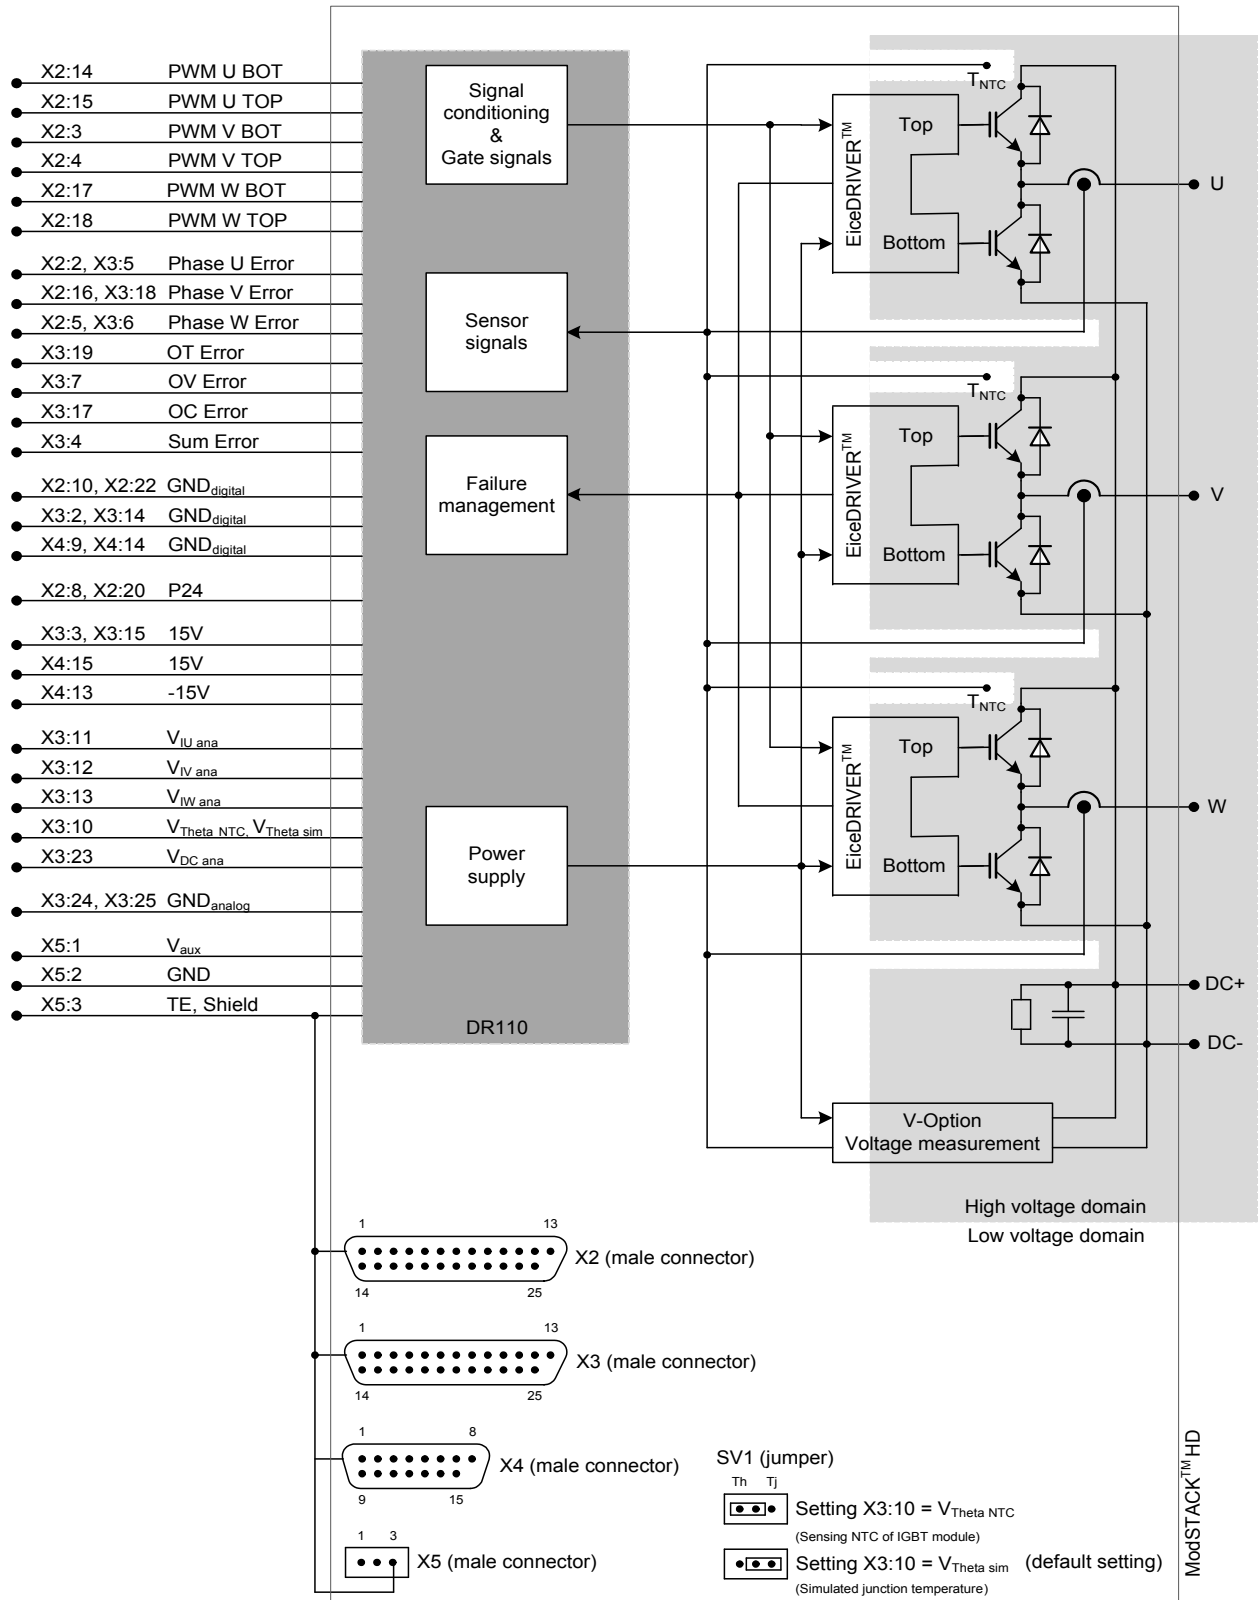 X2:14 PWM U BOT
X2:15 PWM U TOP
X2:3 PWM V BOT
X2:4 PWM V TOP
X2:17 PWM W BOT
X2:18 PWM W TOP
X2:2, X3:5 Phase U Error
X2:16, X3:18 Phase V Error
X2:5, X3:6 Phase W Error
X3:19 OT Error
X3:7 OV Error
X3:17 OC Error
X3:4 Sum Error
X2:10, X2:22 GNDdigital
X3:2, X3:14 GNDdigital
X4:9, X4:14 GNDdigital
X2:8, X2:20 P24
X3:3, X3:15 15V
X4:15 15V
X4:13 -15V
X3:11 VIU ana
X3:12 VIV ana
X3:13 VIW ana
X3:10 VTheta NTC, VTheta sim
X3:23 VDC ana
X3:24, X3:25 GNDanalog
X5:1 Vaux
X5:2 GND
X5:3 TE, Shield
Signal
conditioning
&
Gate signals
Sensor
signals
Failure
management
Power
supply
DR110
TNTC
EiceDRIVER™
Top
Bottom
U
TNTC
EiceDRIVER™
Top
Bottom
V
TNTC
EiceDRIVER™
Top
Bottom
W
DC+
DC-
V-Option
Voltage measurement
High voltage domain
Low voltage domain
1 13
X2 (male connector)
14 25
1 13
X3 (male connector)
14 25
1 8
X4 (male connector)
9 15
1 3
X5 (male connector)
SV1 (jumper)
Th Tj
Setting X3:10 = VTheta NTC
(Sensing NTC of IGBT module)
Setting X3:10 = VTheta sim (default setting)
(Simulated junction temperature)
ModSTACK™ HD